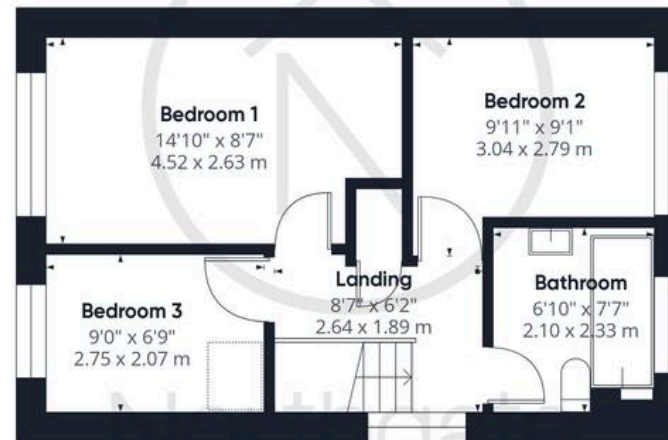 Bedroom 1
14'10" x 8'7"
4.52 x 2.63 m
Bedroom 2
9'11" x 9'1"
3.04 x 2.79 m
Bedroom 3
9'0" x 6'9"
2.75 x 2.07 m
Landing
8'7" x 6'2"
2.64 x 1.89 m
Bathroom
6'10" x 7'7"
2.10 x 2.33 m
Northgate